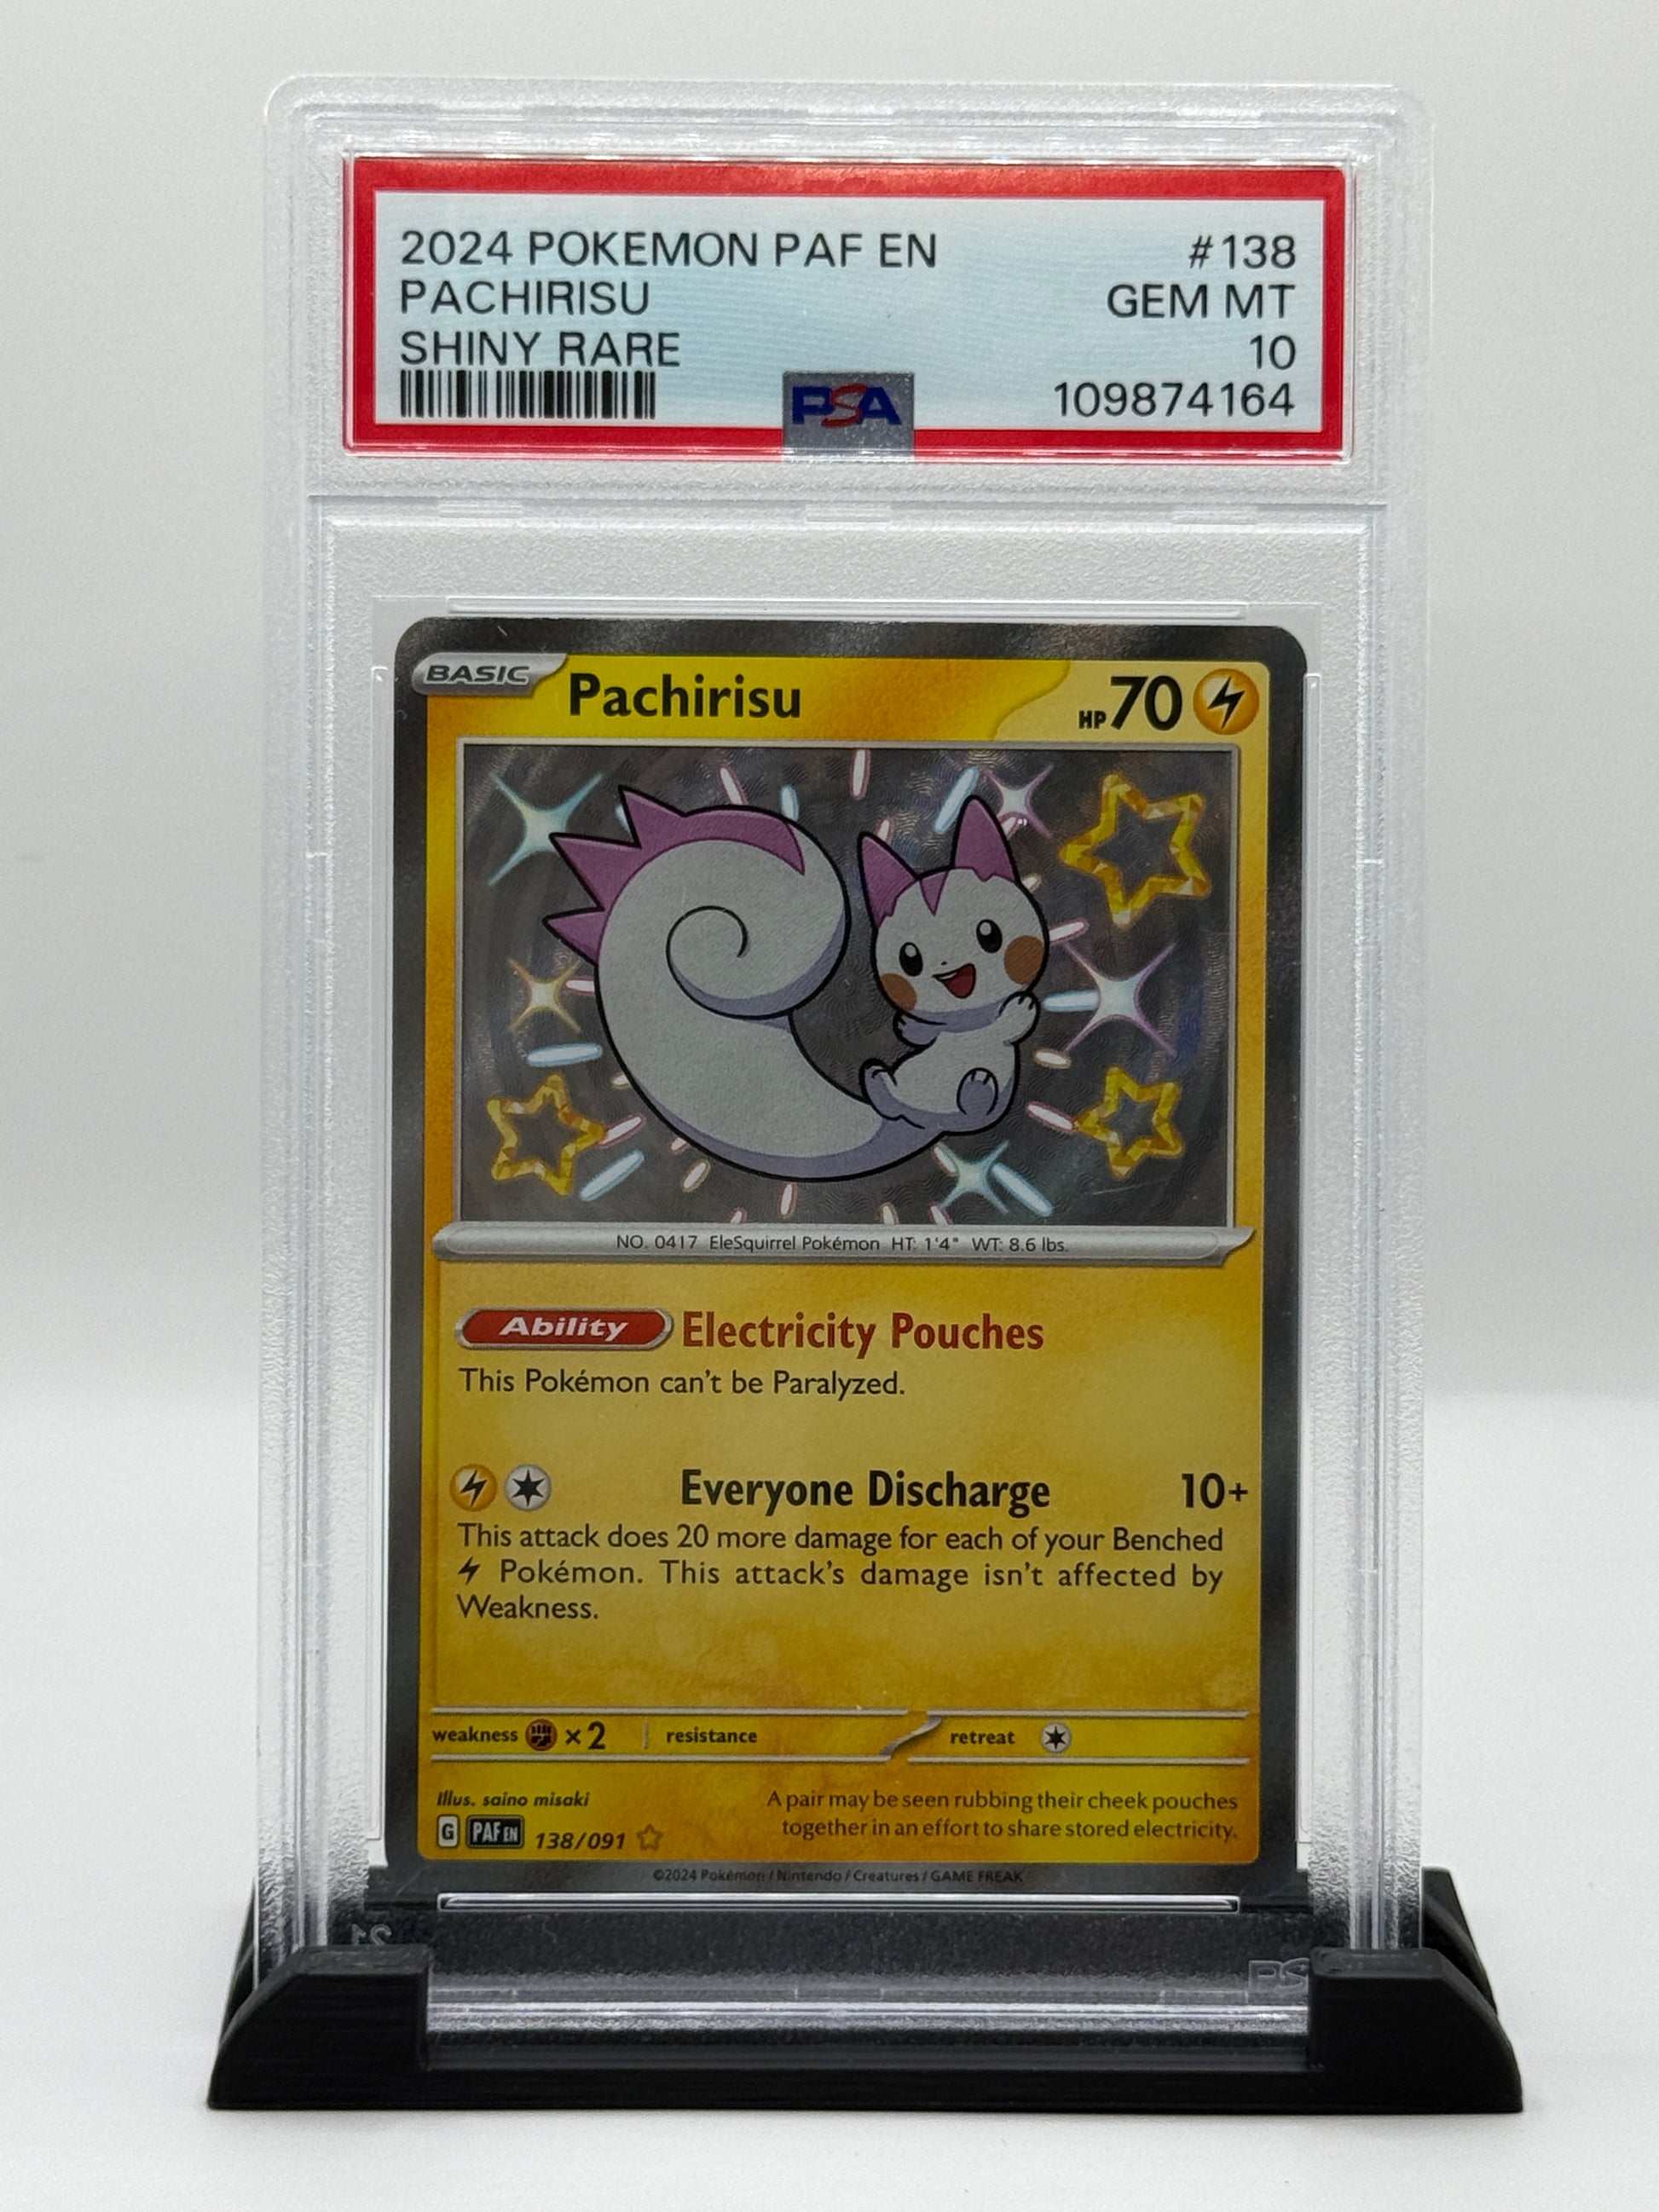 2024 POKEMON PAF EN #138
PACHIRISU GEM MT
SHINY RARE 10
PSA 109874164
BASIC Pachirisu HP 70
NO. 0417 EleSquirrel Pokémon HT: 1'4" WT: 8.6 lbs.
Ability Electricity Pouches
This Pokémon can't be Paralyzed.
Everyone Discharge 10+
This attack does 20 more damage for each of your Benched
Pokémon. This attack's damage isn't affected by
Weakness.
weakness ×2 resistance retreat
Illus. saino misaki
A pair may be seen rubbing their cheek pouches
together in an effort to share stored electricity.
G PAF EN 138/091
©2024 Pokémon / Nintendo / Creatures / GAME FREAK